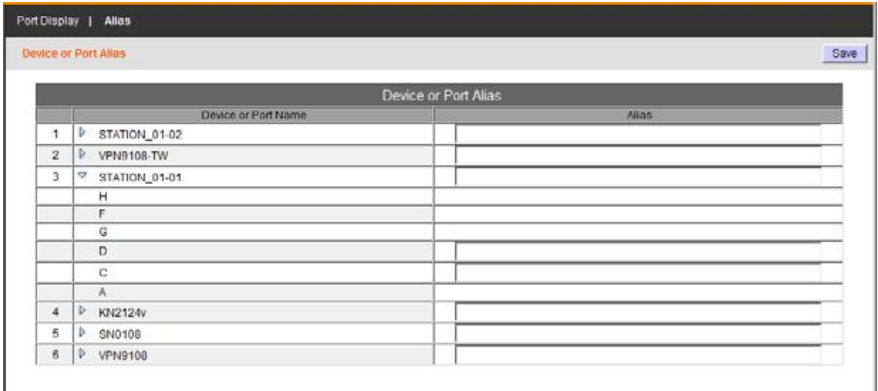 Port Display | Alias
Device or Port Alias Save
Device or Port Alias
Device or Port Name Alias
1 STATION_01-02
2 VPN9108-TW
3 STATION_01-01
H
F
G
D
C
A
4 KN2124v
5 SN0108
6 VPN9108